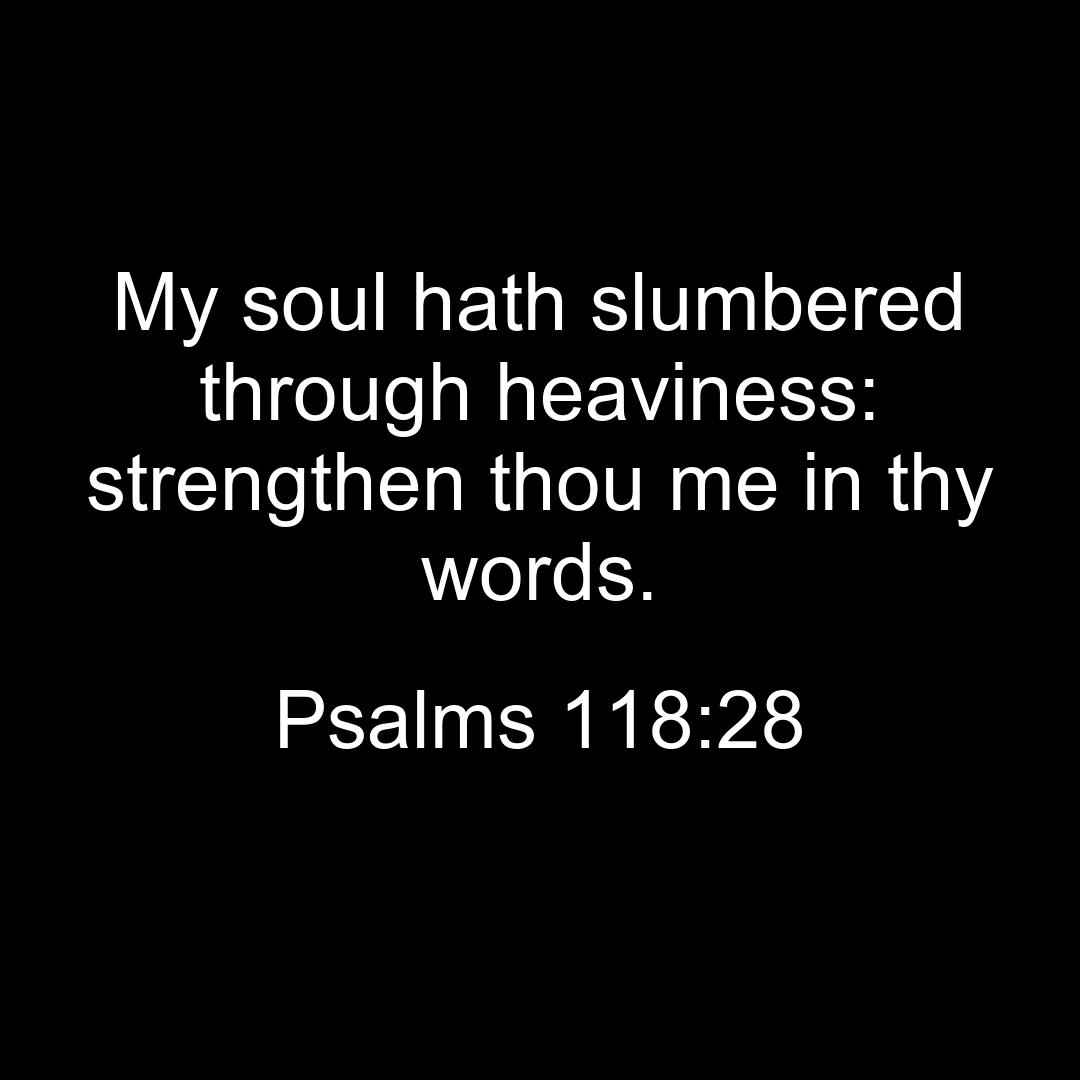 My soul hath slumbered
through heaviness:
strengthen thou me in thy
words.
Psalms 118:28